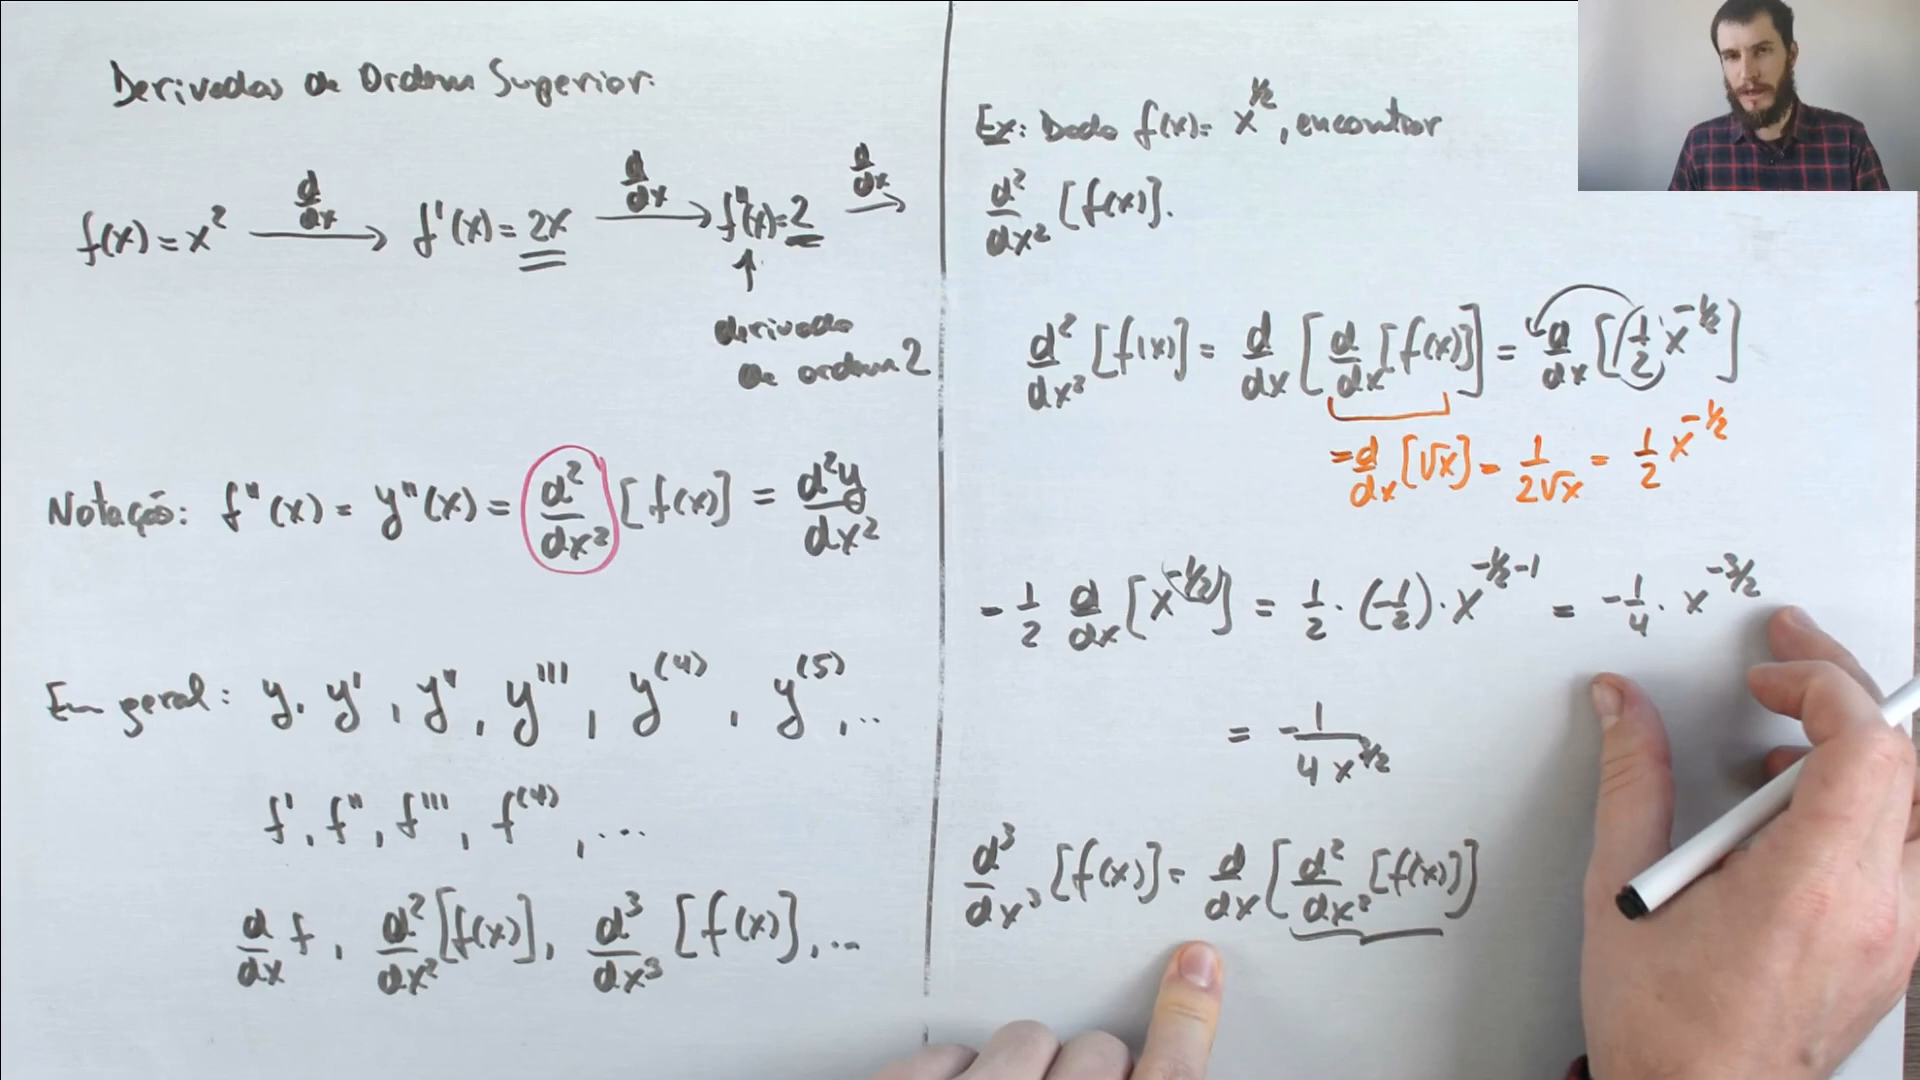 Derivadas de Ordem Superior:
f(x) = x² —d/dx→ f'(x) = 2x —d/dx→ f''(x) = 2 —d/dx→
↑
derivada
de ordem 2
Notação: f''(x) = y''(x) = d²/dx² [f(x)] = d²y/dx²
Em geral: y, y', y'', y''', y⁽⁴⁾, y⁽⁵⁾, ...
f', f'', f''', f⁽⁴⁾, ...
d/dx f, d²/dx² [f(x)], d³/dx³ [f(x)], ...
Ex: Dado f(x) = x^½, encontrar
d²/dx² [f(x)].
d²/dx² [f(x)] = d/dx [d/dx [f(x)]] = d/dx [(1/2) x^-½]
= d/dx [√x] = 1/2√x = 1/2 x^-½
= 1/2 d/dx [x^-½] = 1/2 · (-1/2) · x^(-½-1) = -1/4 · x^-3/2
= -1/4x^3/2
d³/dx³ [f(x)] = d/dx [d²/dx² [f(x)]]